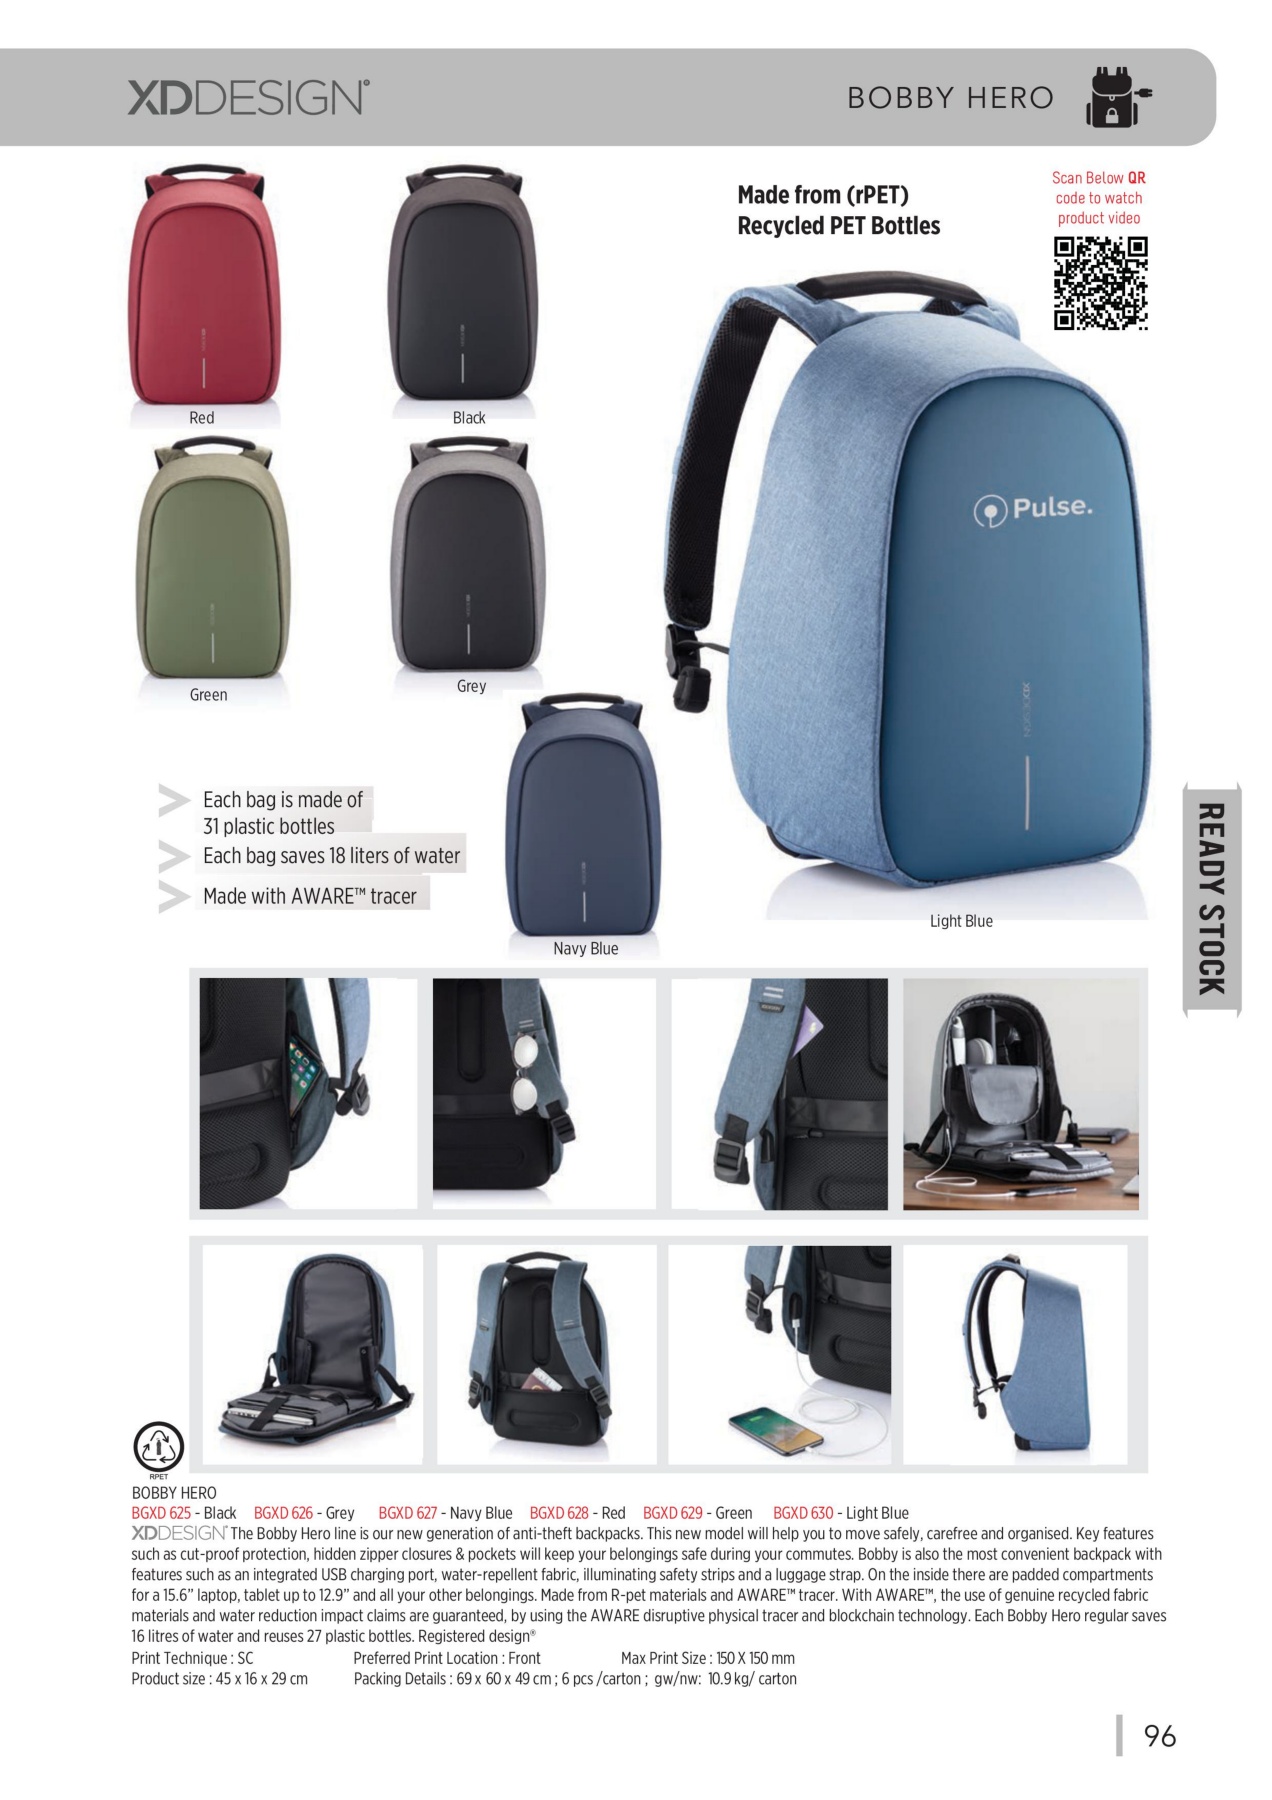 XDDESIGN®
BOBBY HERO
Made from (rPET)
Recycled PET Bottles
Scan Below QR
code to watch
product video
Red
Black
Pulse.
Green
Grey
XDDESIGN
Each bag is made of
31 plastic bottles
Each bag saves 18 liters of water
Made with AWARE™ tracer
Navy Blue
Light Blue
READY STOCK
RPET
BOBBY HERO
BGXD 625 - Black BGXD 626 - Grey BGXD 627 - Navy Blue BGXD 628 - Red BGXD 629 - Green BGXD 630 - Light Blue
XDDESIGN® The Bobby Hero line is our new generation of anti-theft backpacks. This new model will help you to move safely, carefree and organised. Key features
such as cut-proof protection, hidden zipper closures & pockets will keep your belongings safe during your commutes. Bobby is also the most convenient backpack with
features such as an integrated USB charging port, water-repellent fabric, illuminating safety strips and a luggage strap. On the inside there are padded compartments
for a 15.6” laptop, tablet up to 12.9” and all your other belongings. Made from R-pet materials and AWARE™ tracer. With AWARE™, the use of genuine recycled fabric
materials and water reduction impact claims are guaranteed, by using the AWARE disruptive physical tracer and blockchain technology. Each Bobby Hero regular saves
16 litres of water and reuses 27 plastic bottles. Registered design®
Print Technique : SC Preferred Print Location : Front Max Print Size : 150 X 150 mm
Product size : 45 x 16 x 29 cm Packing Details : 69 x 60 x 49 cm ; 6 pcs /carton ; gw/nw: 10.9 kg/ carton
96